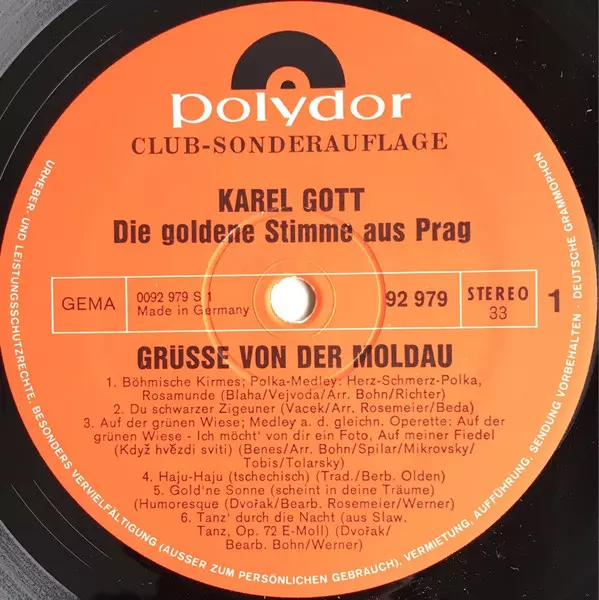 polydor
CLUB-SONDERAUFLAGE
KAREL GOTT
Die goldene Stimme aus Prag
GEMA
0092 979 S 1
Made in Germany
92 979
STEREO
33
1
GRÜSSE VON DER MOLDAU
1. Böhmische Kirmes; Polka-Medley: Herz-Schmerz-Polka,
Rosamunde (Blaha/Vejvoda/Arr. Bohn/Richter)
2. Du schwarzer Zigeuner (Vacek/Arr. Rosemeier/Beda)
3. Auf der grünen Wiese; Medley a. d. gleichn. Operette: Auf der
grünen Wiese - Ich möcht' von dir ein Foto, Auf meiner Fiedel
(Když hvězdi sviti) (Benes/Arr. Bohn/Spilar/Mikrovsky/
Tobis/Tolarsky)
4. Haju-Haju (tschechisch) (Trad./Berb. Olden)
5. Gold'ne Sonne (scheint in deine Träume)
(Humoresque (Dvořak/Bearb. Rosemeier/Werner)
6. Tanz' durch die Nacht (aus Slaw.
Tanz, Op. 72 E-Moll) (Dvořak/
Bearb. Bohn/Werner)
URHEBER- UND LEISTUNGSSCHUTZRECHTE, BESONDERS VERVIELFÄLTIGUNG (AUSSER ZUM PERSÖNLICHEN GEBRAUCH), VERMIETUNG, AUFFÜHRUNG, SENDUNG VORBEHALTEN · DEUTSCHE GRAMMOPHON